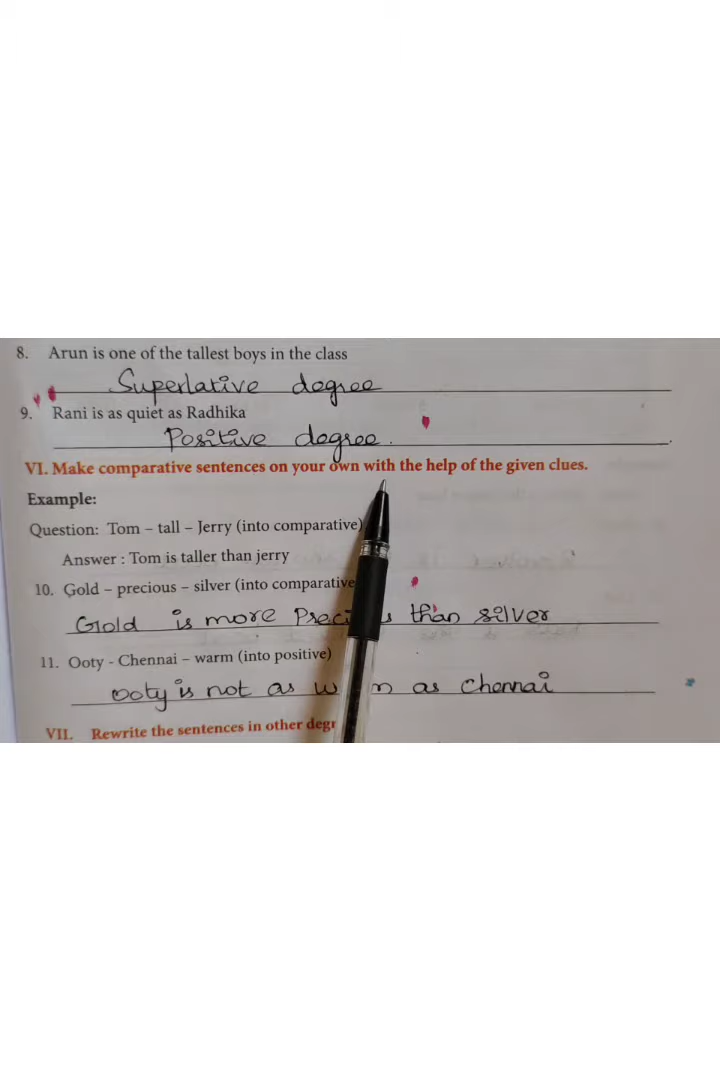 8. Arun is one of the tallest boys in the class
Superlative degree
9. Rani is as quiet as Radhika
Positive degree.
VI. Make comparative sentences on your own with the help of the given clues.
Example:
Question: Tom – tall – Jerry (into comparative)
Answer : Tom is taller than jerry
10. Gold – precious – silver (into comparative
Gold is more than silver
11. Ooty - Chennai – warm (into positive)
Ooty is not as as Chennai
VII. Rewrite the sentences in other